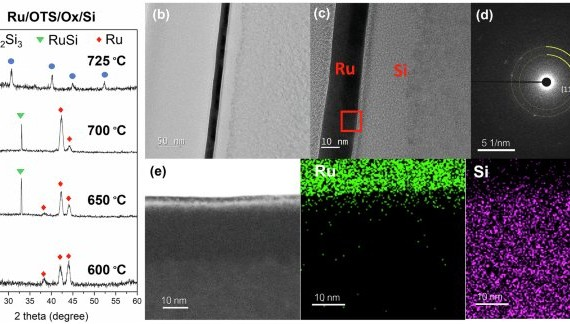 Ru/OTS/Ox/Si
2Si3 RuSi Ru
725 °C
700 °C
650 °C
600 °C
30 35 40 45 50 55 60
2 theta (degree)
(b)
50 nm
(c)
Ru
Si
10 nm
(d)
(11
5 1/nm
(e)
10 nm
Ru
10 nm
Si
10 nm